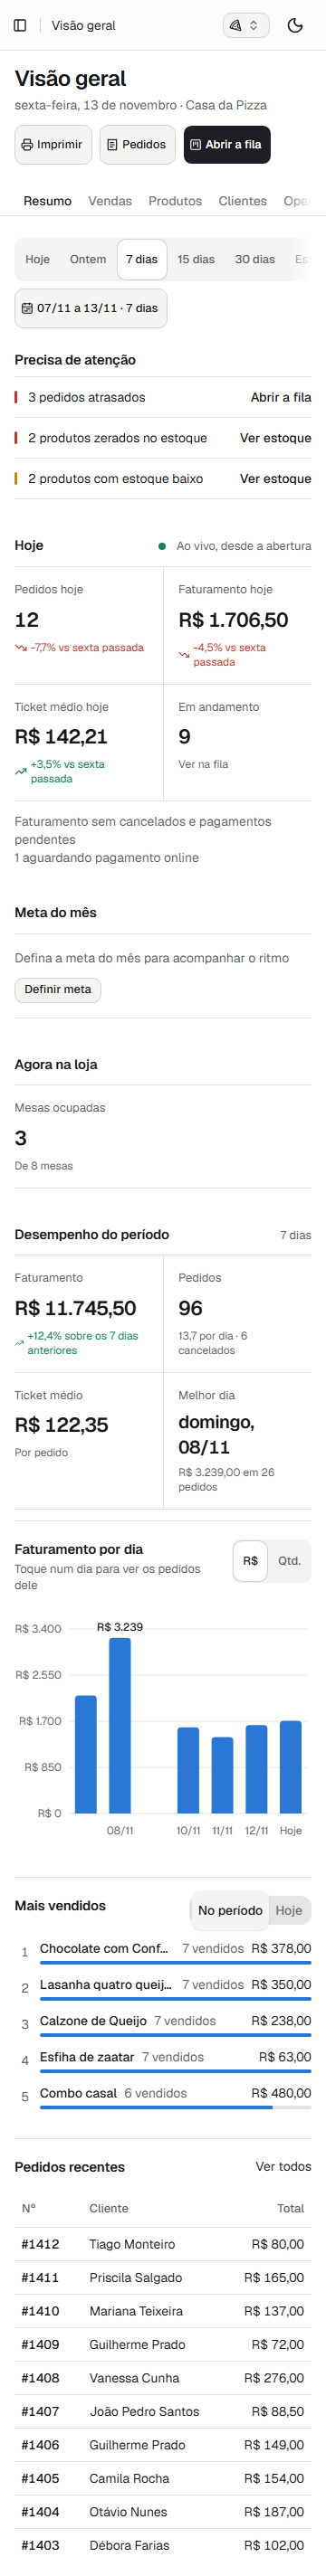 Visão geral
Visão geral
sexta-feira, 13 de novembro · Casa da Pizza
Imprimir
Pedidos
Abrir a fila
Resumo
Vendas
Produtos
Clientes
Ope
Hoje
Ontem
7 dias
15 dias
30 dias
Es
07/11 a 13/11 · 7 dias
Precisa de atenção
3 pedidos atrasados
Abrir a fila
2 produtos zerados no estoque
Ver estoque
2 produtos com estoque baixo
Ver estoque
Hoje
Ao vivo, desde a abertura
Pedidos hoje
12
-7,7% vs sexta passada
Faturamento hoje
R$ 1.706,50
-4,5% vs sexta
passada
Ticket médio hoje
R$ 142,21
+3,5% vs sexta
passada
Em andamento
9
Ver na fila
Faturamento sem cancelados e pagamentos
pendentes
1 aguardando pagamento online
Meta do mês
Defina a meta do mês para acompanhar o ritmo
Definir meta
Agora na loja
Mesas ocupadas
3
De 8 mesas
Desempenho do período
7 dias
Faturamento
R$ 11.745,50
+12,4% sobre os 7 dias
anteriores
Pedidos
96
13,7 por dia · 6
cancelados
Ticket médio
R$ 122,35
Por pedido
Melhor dia
domingo,
08/11
R$ 3.239,00 em 26
pedidos
Faturamento por dia
Toque num dia para ver os pedidos
dele
R$
Qtd.
R$ 3.400
R$ 3.239
R$ 2.550
R$ 1.700
R$ 850
R$ 0
08/11
10/11
11/11
12/11
Hoje
Mais vendidos
No período
Hoje
1 Chocolate com Conf... 7 vendidos R$ 378,00
2 Lasanha quatro queij... 7 vendidos R$ 350,00
3 Calzone de Queijo 7 vendidos R$ 238,00
4 Esfiha de zaatar 7 vendidos R$ 63,00
5 Combo casal 6 vendidos R$ 480,00
Pedidos recentes
Ver todos
Nº Cliente Total
#1412 Tiago Monteiro R$ 80,00
#1411 Priscila Salgado R$ 165,00
#1410 Mariana Teixeira R$ 137,00
#1409 Guilherme Prado R$ 72,00
#1408 Vanessa Cunha R$ 276,00
#1407 João Pedro Santos R$ 88,50
#1406 Guilherme Prado R$ 149,00
#1405 Camila Rocha R$ 154,00
#1404 Otávio Nunes R$ 187,00
#1403 Débora Farias R$ 102,00